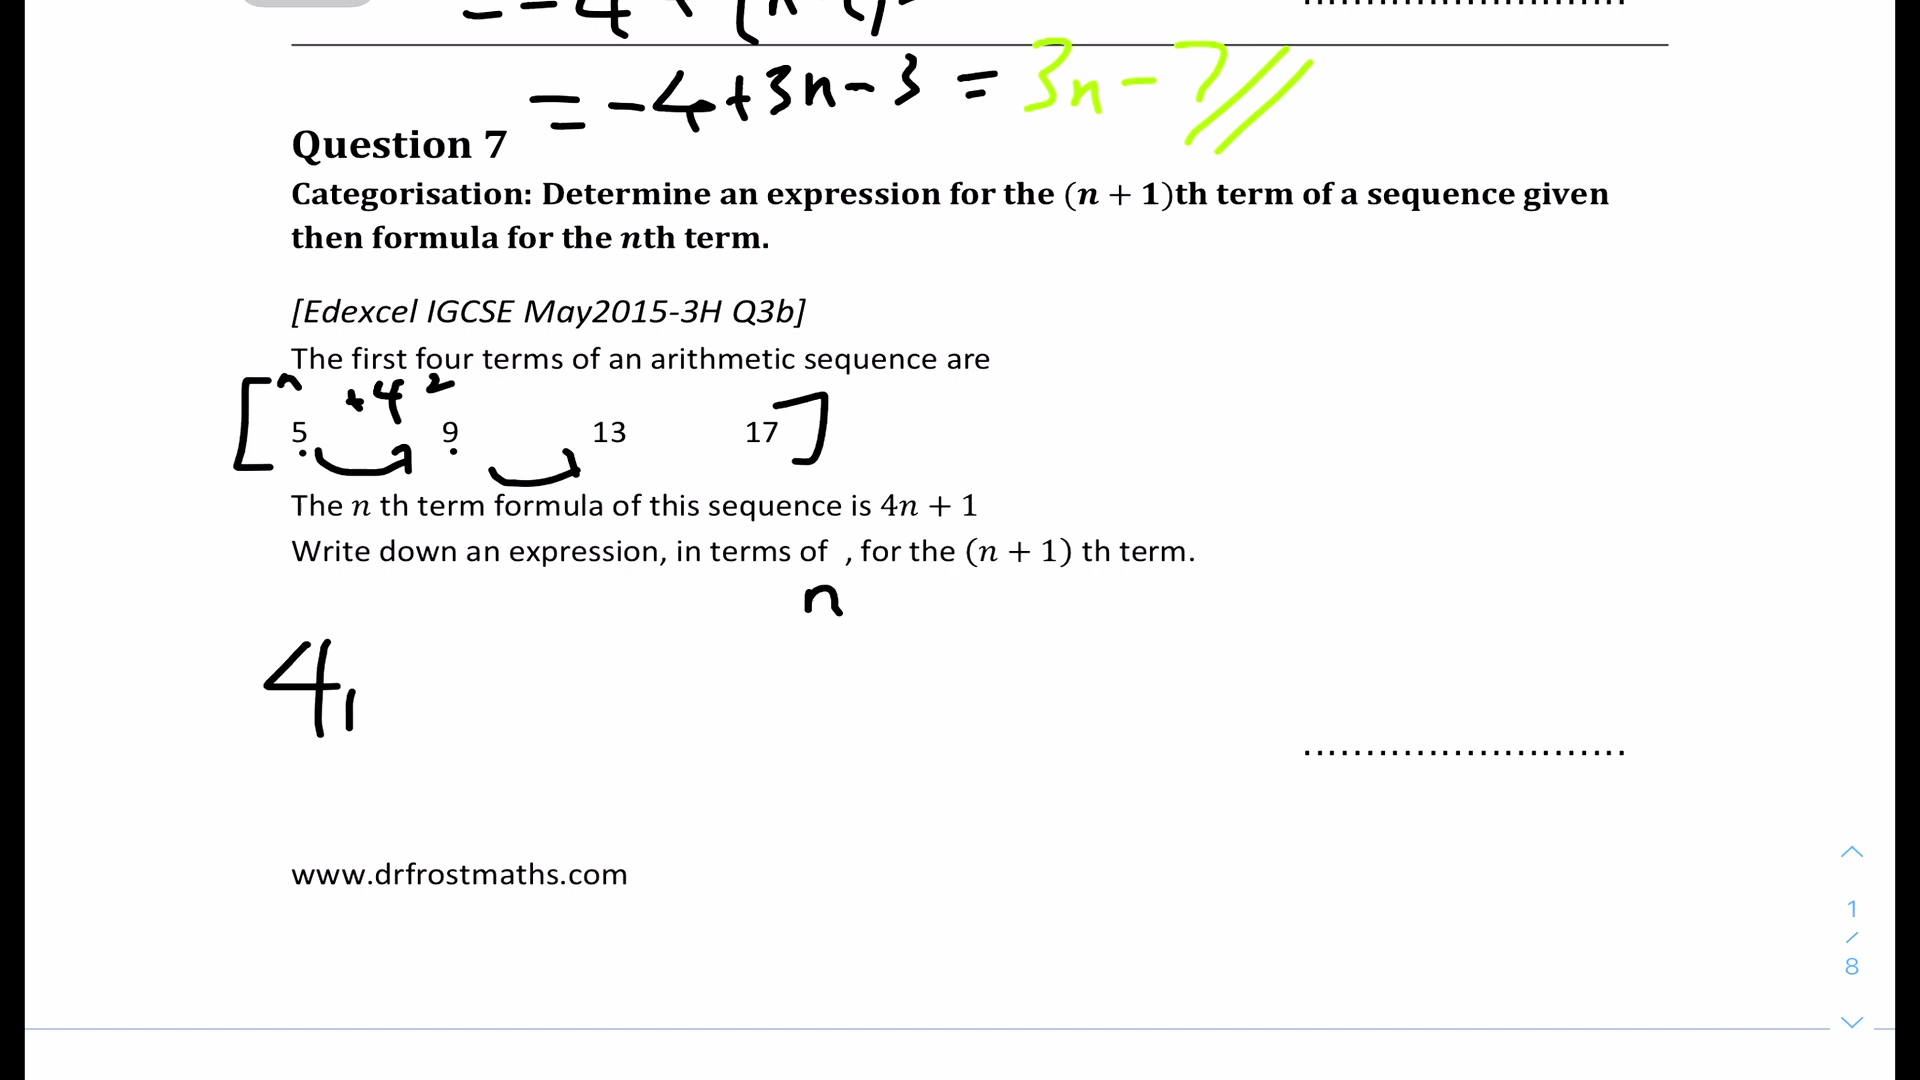 = -4 + (n-1)
= -4+3n-3 = 3n-7//
Question 7
Categorisation: Determine an expression for the (n + 1)th term of a sequence given
then formula for the nth term.
[Edexcel IGCSE May2015-3H Q3b]
The first four terms of an arithmetic sequence are
+4 2
[5 9 13 17]
The n th term formula of this sequence is 4n + 1
Write down an expression, in terms of , for the (n + 1) th term.
n
4
..........................
www.drfrostmaths.com
1
/
8